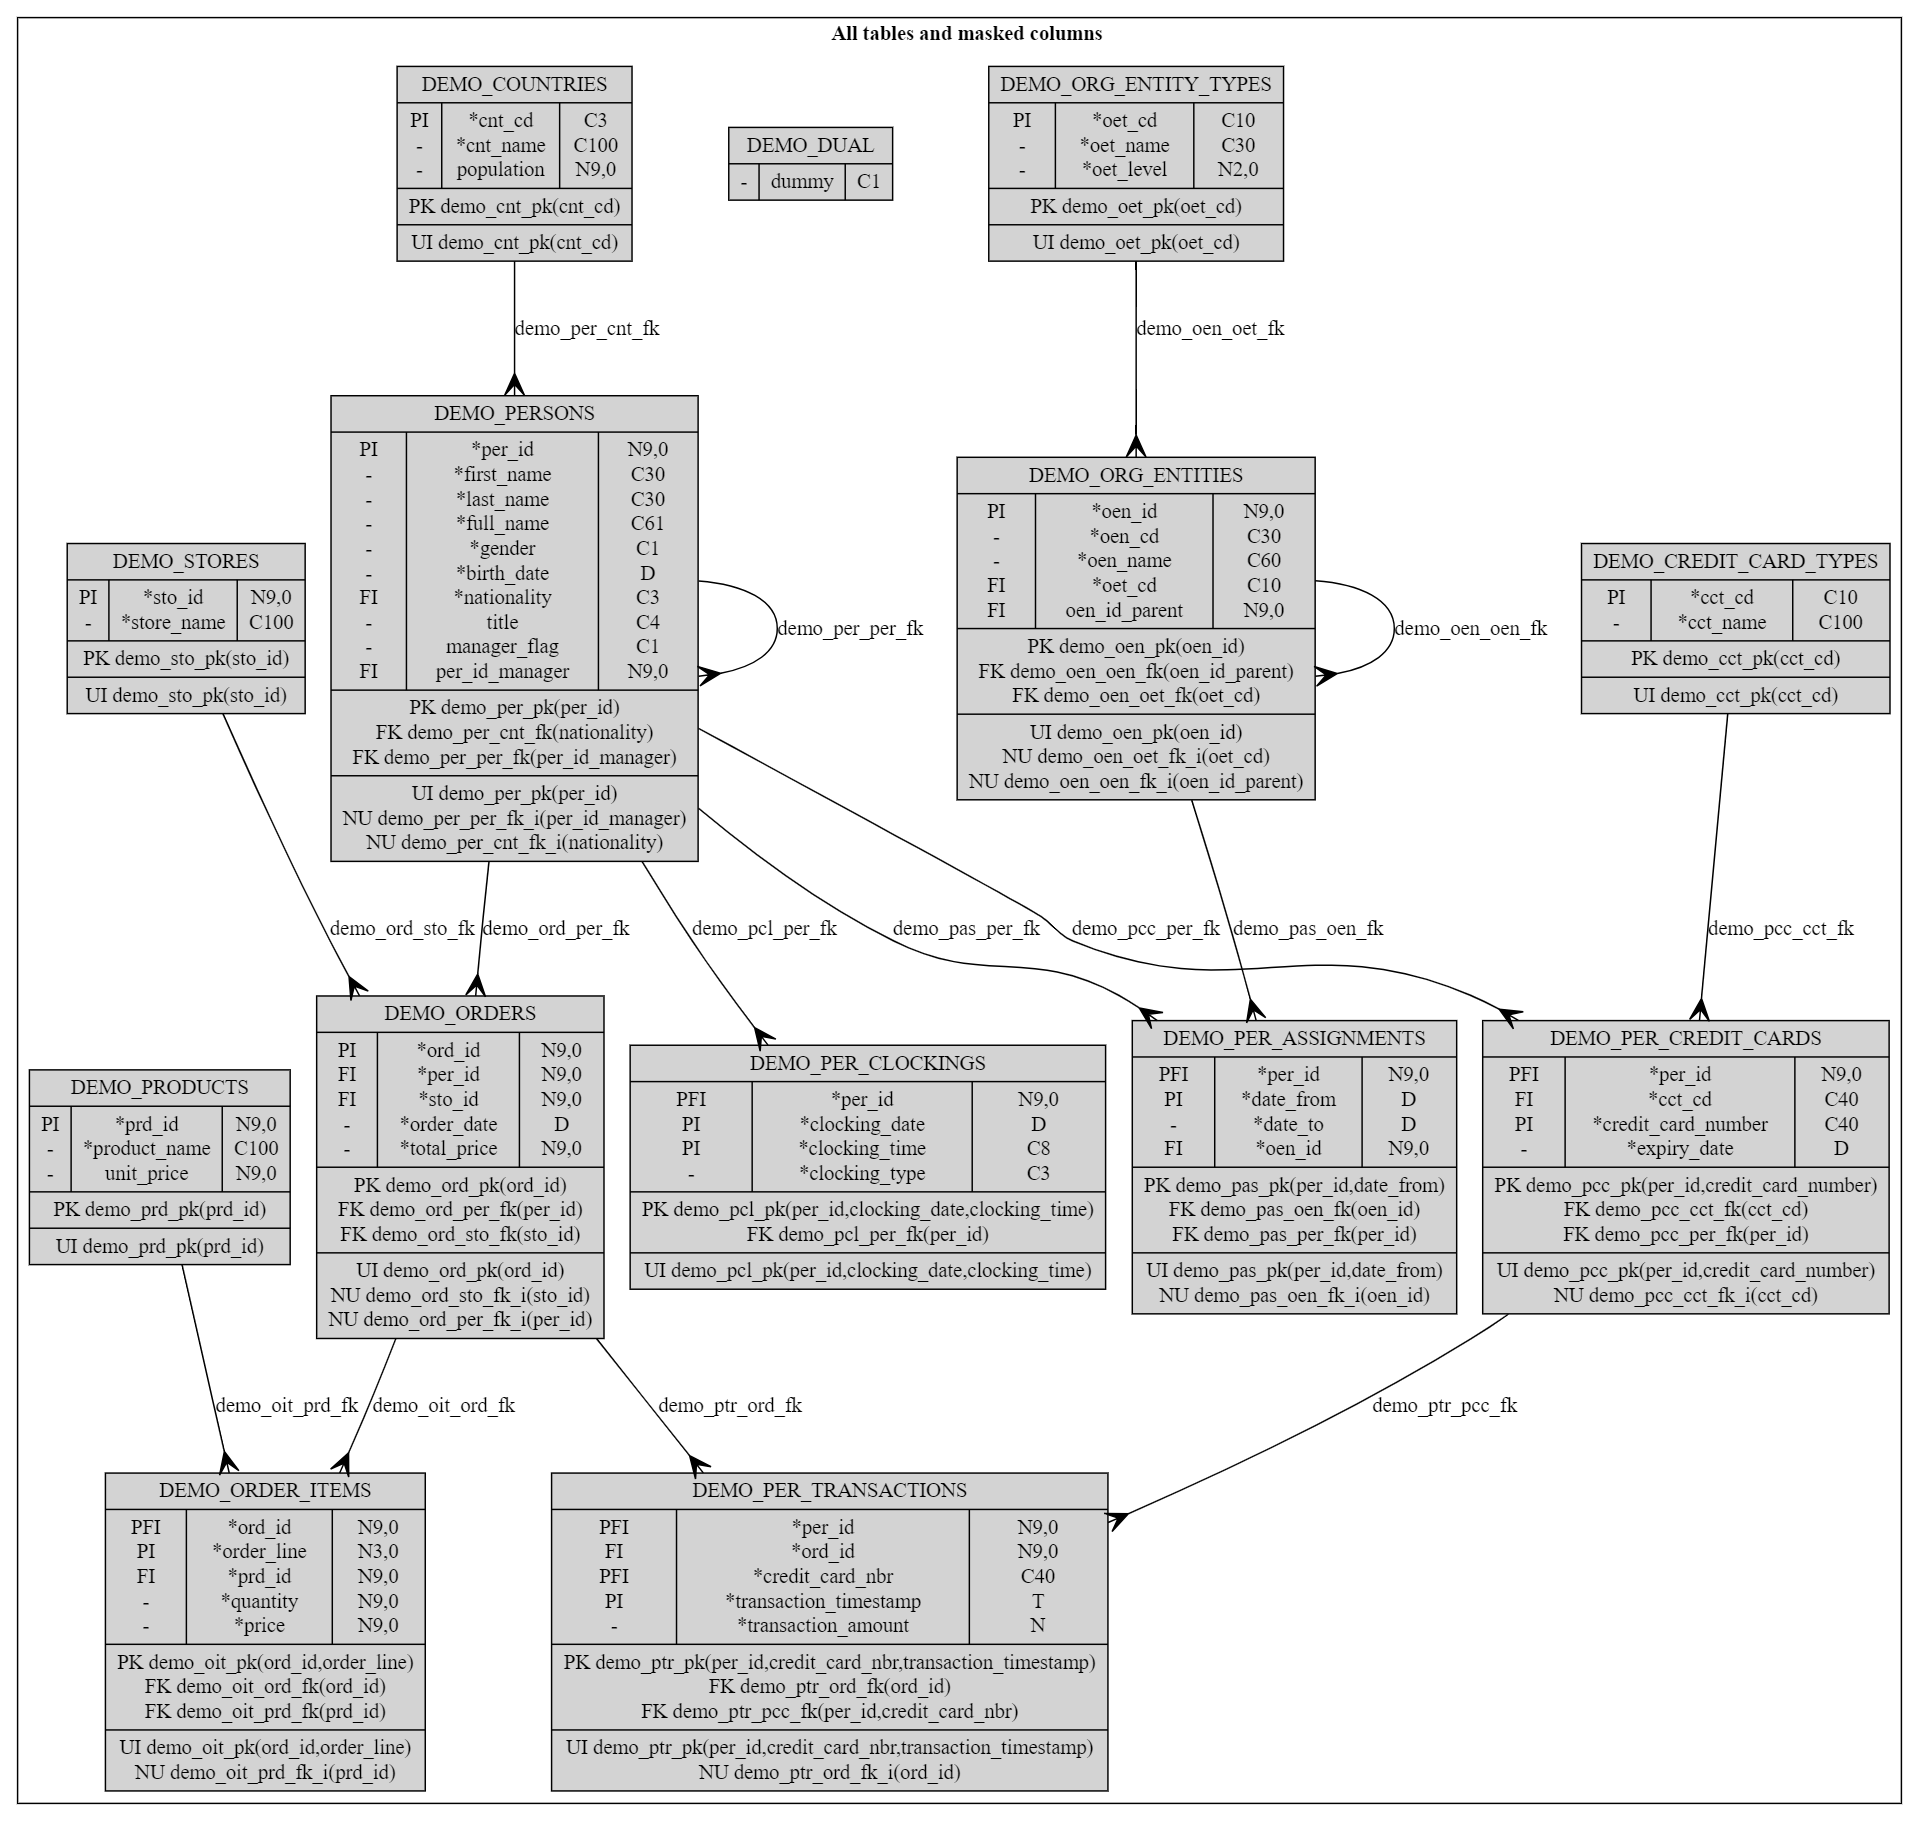 All tables and masked columns
DEMO_COUNTRIES
PI *cnt_cd C3
- *cnt_name C100
- population N9,0
PK demo_cnt_pk(cnt_cd)
UI demo_cnt_pk(cnt_cd)
DEMO_DUAL
- dummy C1
DEMO_ORG_ENTITY_TYPES
PI *oet_cd C10
- *oet_name C30
- *oet_level N2,0
PK demo_oet_pk(oet_cd)
UI demo_oet_pk(oet_cd)
demo_per_cnt_fk
demo_oen_oet_fk
DEMO_PERSONS
PI *per_id N9,0
- *first_name C30
- *last_name C30
- *full_name C61
- *gender C1
- *birth_date D
FI *nationality C3
- title C4
- manager_flag C1
FI per_id_manager N9,0
PK demo_per_pk(per_id)
FK demo_per_cnt_fk(nationality)
FK demo_per_per_fk(per_id_manager)
UI demo_per_pk(per_id)
NU demo_per_per_fk_i(per_id_manager)
NU demo_per_cnt_fk_i(nationality)
demo_per_per_fk
DEMO_ORG_ENTITIES
PI *oen_id N9,0
- *oen_cd C30
- *oen_name C60
FI *oet_cd C10
FI oen_id_parent N9,0
PK demo_oen_pk(oen_id)
FK demo_oen_oen_fk(oen_id_parent)
FK demo_oen_oet_fk(oet_cd)
UI demo_oen_pk(oen_id)
NU demo_oen_oet_fk_i(oet_cd)
NU demo_oen_oen_fk_i(oen_id_parent)
demo_oen_oen_fk
DEMO_STORES
PI *sto_id N9,0
- *store_name C100
PK demo_sto_pk(sto_id)
UI demo_sto_pk(sto_id)
DEMO_CREDIT_CARD_TYPES
PI *cct_cd C10
- *cct_name C100
PK demo_cct_pk(cct_cd)
UI demo_cct_pk(cct_cd)
demo_ord_sto_fk
demo_ord_per_fk
demo_pcl_per_fk
demo_pas_per_fk
demo_pcc_per_fk
demo_pas_oen_fk
demo_pcc_cct_fk
DEMO_ORDERS
PI *ord_id N9,0
FI *per_id N9,0
FI *sto_id N9,0
- *order_date D
- *total_price N9,0
PK demo_ord_pk(ord_id)
FK demo_ord_per_fk(per_id)
FK demo_ord_sto_fk(sto_id)
UI demo_ord_pk(ord_id)
NU demo_ord_sto_fk_i(sto_id)
NU demo_ord_per_fk_i(per_id)
DEMO_PER_CLOCKINGS
PFI *per_id N9,0
PI *clocking_date D
PI *clocking_time C8
- *clocking_type C3
PK demo_pcl_pk(per_id,clocking_date,clocking_time)
FK demo_pcl_per_fk(per_id)
UI demo_pcl_pk(per_id,clocking_date,clocking_time)
DEMO_PER_ASSIGNMENTS
PFI *per_id N9,0
PI *date_from D
- *date_to D
FI *oen_id N9,0
PK demo_pas_pk(per_id,date_from)
FK demo_pas_oen_fk(oen_id)
FK demo_pas_per_fk(per_id)
UI demo_pas_pk(per_id,date_from)
NU demo_pas_oen_fk_i(oen_id)
DEMO_PER_CREDIT_CARDS
PFI *per_id N9,0
FI *cct_cd C40
PI *credit_card_number C40
- *expiry_date D
PK demo_pcc_pk(per_id,credit_card_number)
FK demo_pcc_cct_fk(cct_cd)
FK demo_pcc_per_fk(per_id)
UI demo_pcc_pk(per_id,credit_card_number)
NU demo_pcc_cct_fk_i(cct_cd)
DEMO_PRODUCTS
PI *prd_id N9,0
- *product_name C100
- unit_price N9,0
PK demo_prd_pk(prd_id)
UI demo_prd_pk(prd_id)
demo_oit_prd_fk
demo_oit_ord_fk
demo_ptr_ord_fk
demo_ptr_pcc_fk
DEMO_ORDER_ITEMS
PFI *ord_id N9,0
PI *order_line N3,0
FI *prd_id N9,0
- *quantity N9,0
- *price N9,0
PK demo_oit_pk(ord_id,order_line)
FK demo_oit_ord_fk(ord_id)
FK demo_oit_prd_fk(prd_id)
UI demo_oit_pk(ord_id,order_line)
NU demo_oit_prd_fk_i(prd_id)
DEMO_PER_TRANSACTIONS
PFI *per_id N9,0
FI *ord_id N9,0
PFI *credit_card_nbr C40
PI *transaction_timestamp T
- *transaction_amount N
PK demo_ptr_pk(per_id,credit_card_nbr,transaction_timestamp)
FK demo_ptr_ord_fk(ord_id)
FK demo_ptr_pcc_fk(per_id,credit_card_nbr)
UI demo_ptr_pk(per_id,credit_card_nbr,transaction_timestamp)
NU demo_ptr_ord_fk_i(ord_id)